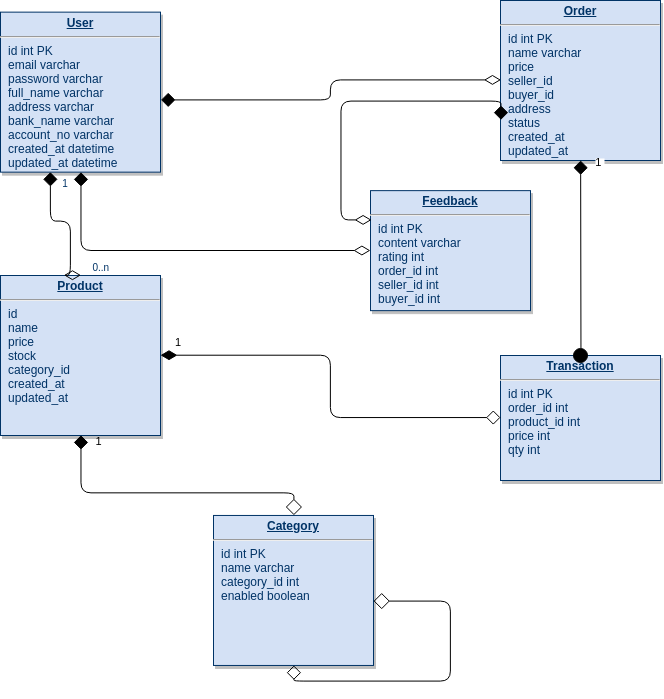 User
id int PK
email varchar
password varchar
full_name varchar
address varchar
bank_name varchar
account_no varchar
created_at datetime
updated_at datetime
1
Order
id int PK
name varchar
price
seller_id
buyer_id
address
status
created_at
updated_at
1
Feedback
id int PK
content varchar
rating int
order_id int
seller_id int
buyer_id int
0..n
Product
id
name
price
stock
category_id
created_at
updated_at
1
1
Transaction
id int PK
order_id int
product_id int
price int
qty int
Category
id int PK
name varchar
category_id int
enabled boolean